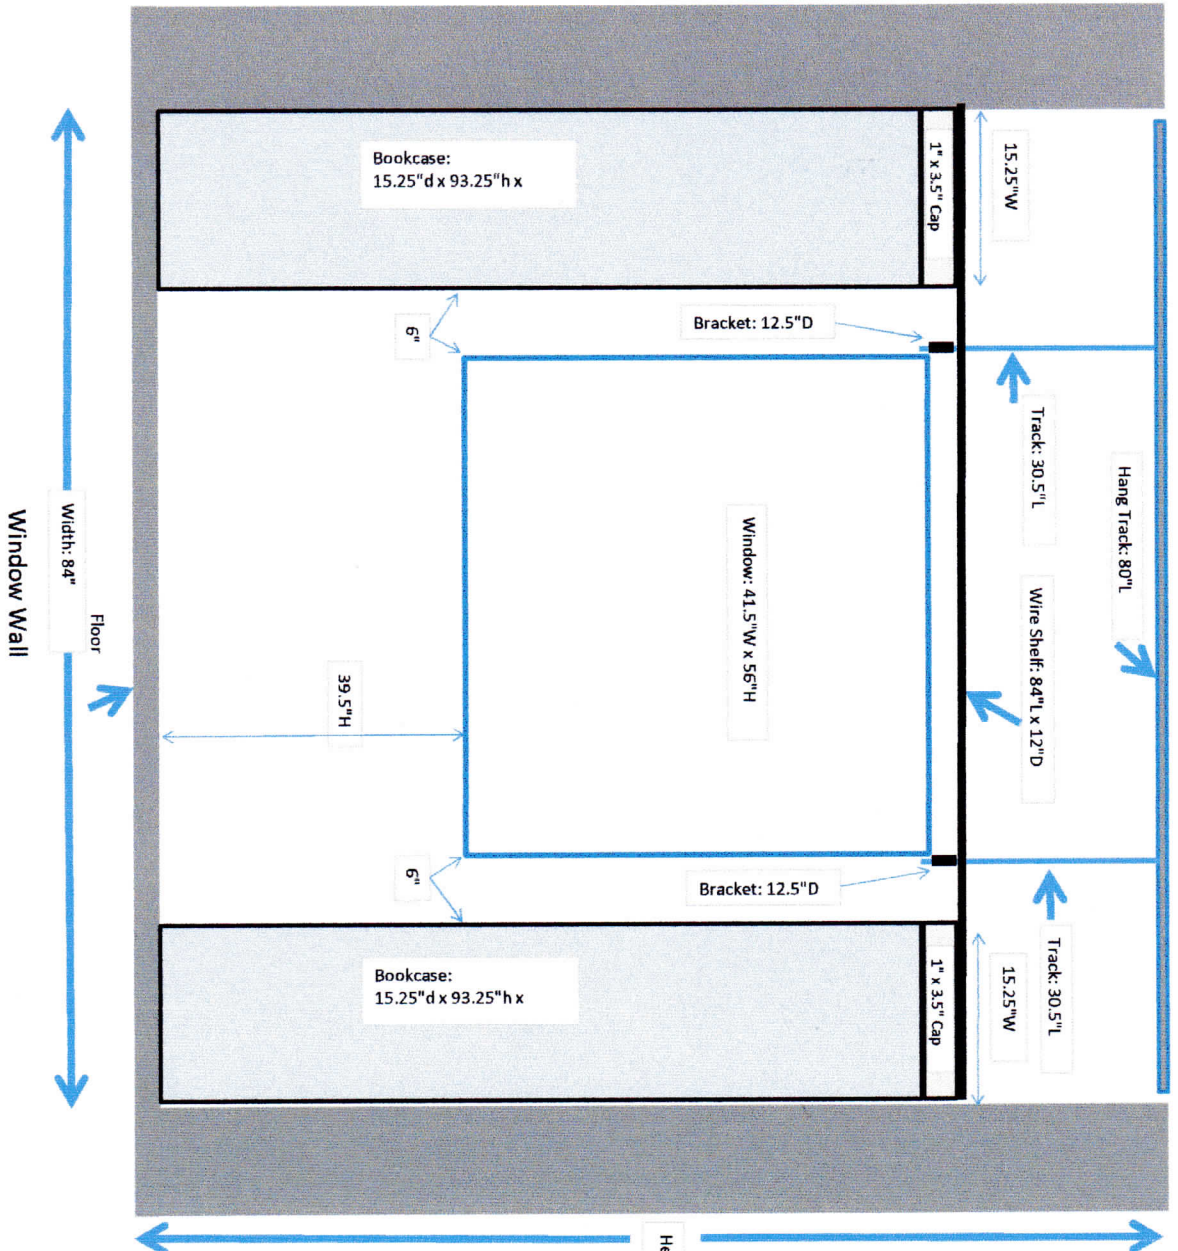 Hang Track: 80"L
15.25"W
Track: 30.5"L
Wire Shelf: 84"L x 12"D
Track: 30.5"L
15.25"W
1" x 3.5" Cap
Bracket: 12.5"D
Bracket: 12.5"D
1" x 3.5" Cap
Window: 41.5"W x 56"H
Bookcase:
15.25"d x 93.25"h x
6"
6"
Bookcase:
15.25"d x 93.25"h x
39.5"H
Floor
Width: 84"
Window Wall
He